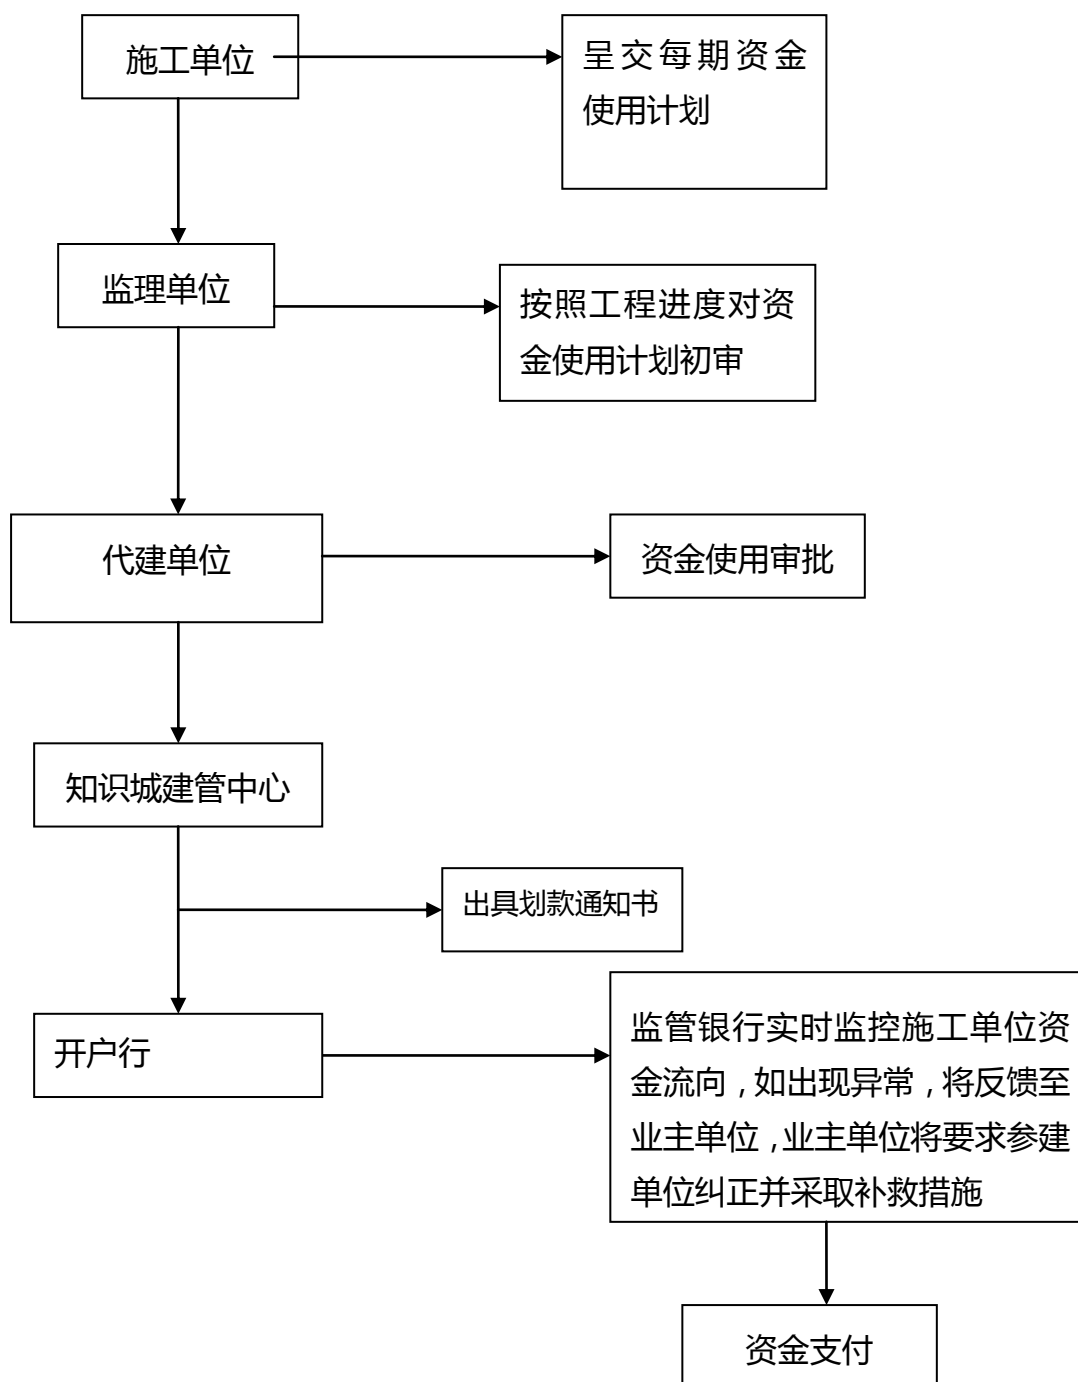 施工单位
呈交每期资金
使用计划
监理单位
按照工程进度对资
金使用计划初审
代建单位
资金使用审批
知识城建管中心
出具划款通知书
开户行
监管银行实时监控施工单位资
金流向，如出现异常，将反馈至
业主单位，业主单位将要求参建
单位纠正并采取补救措施
资金支付